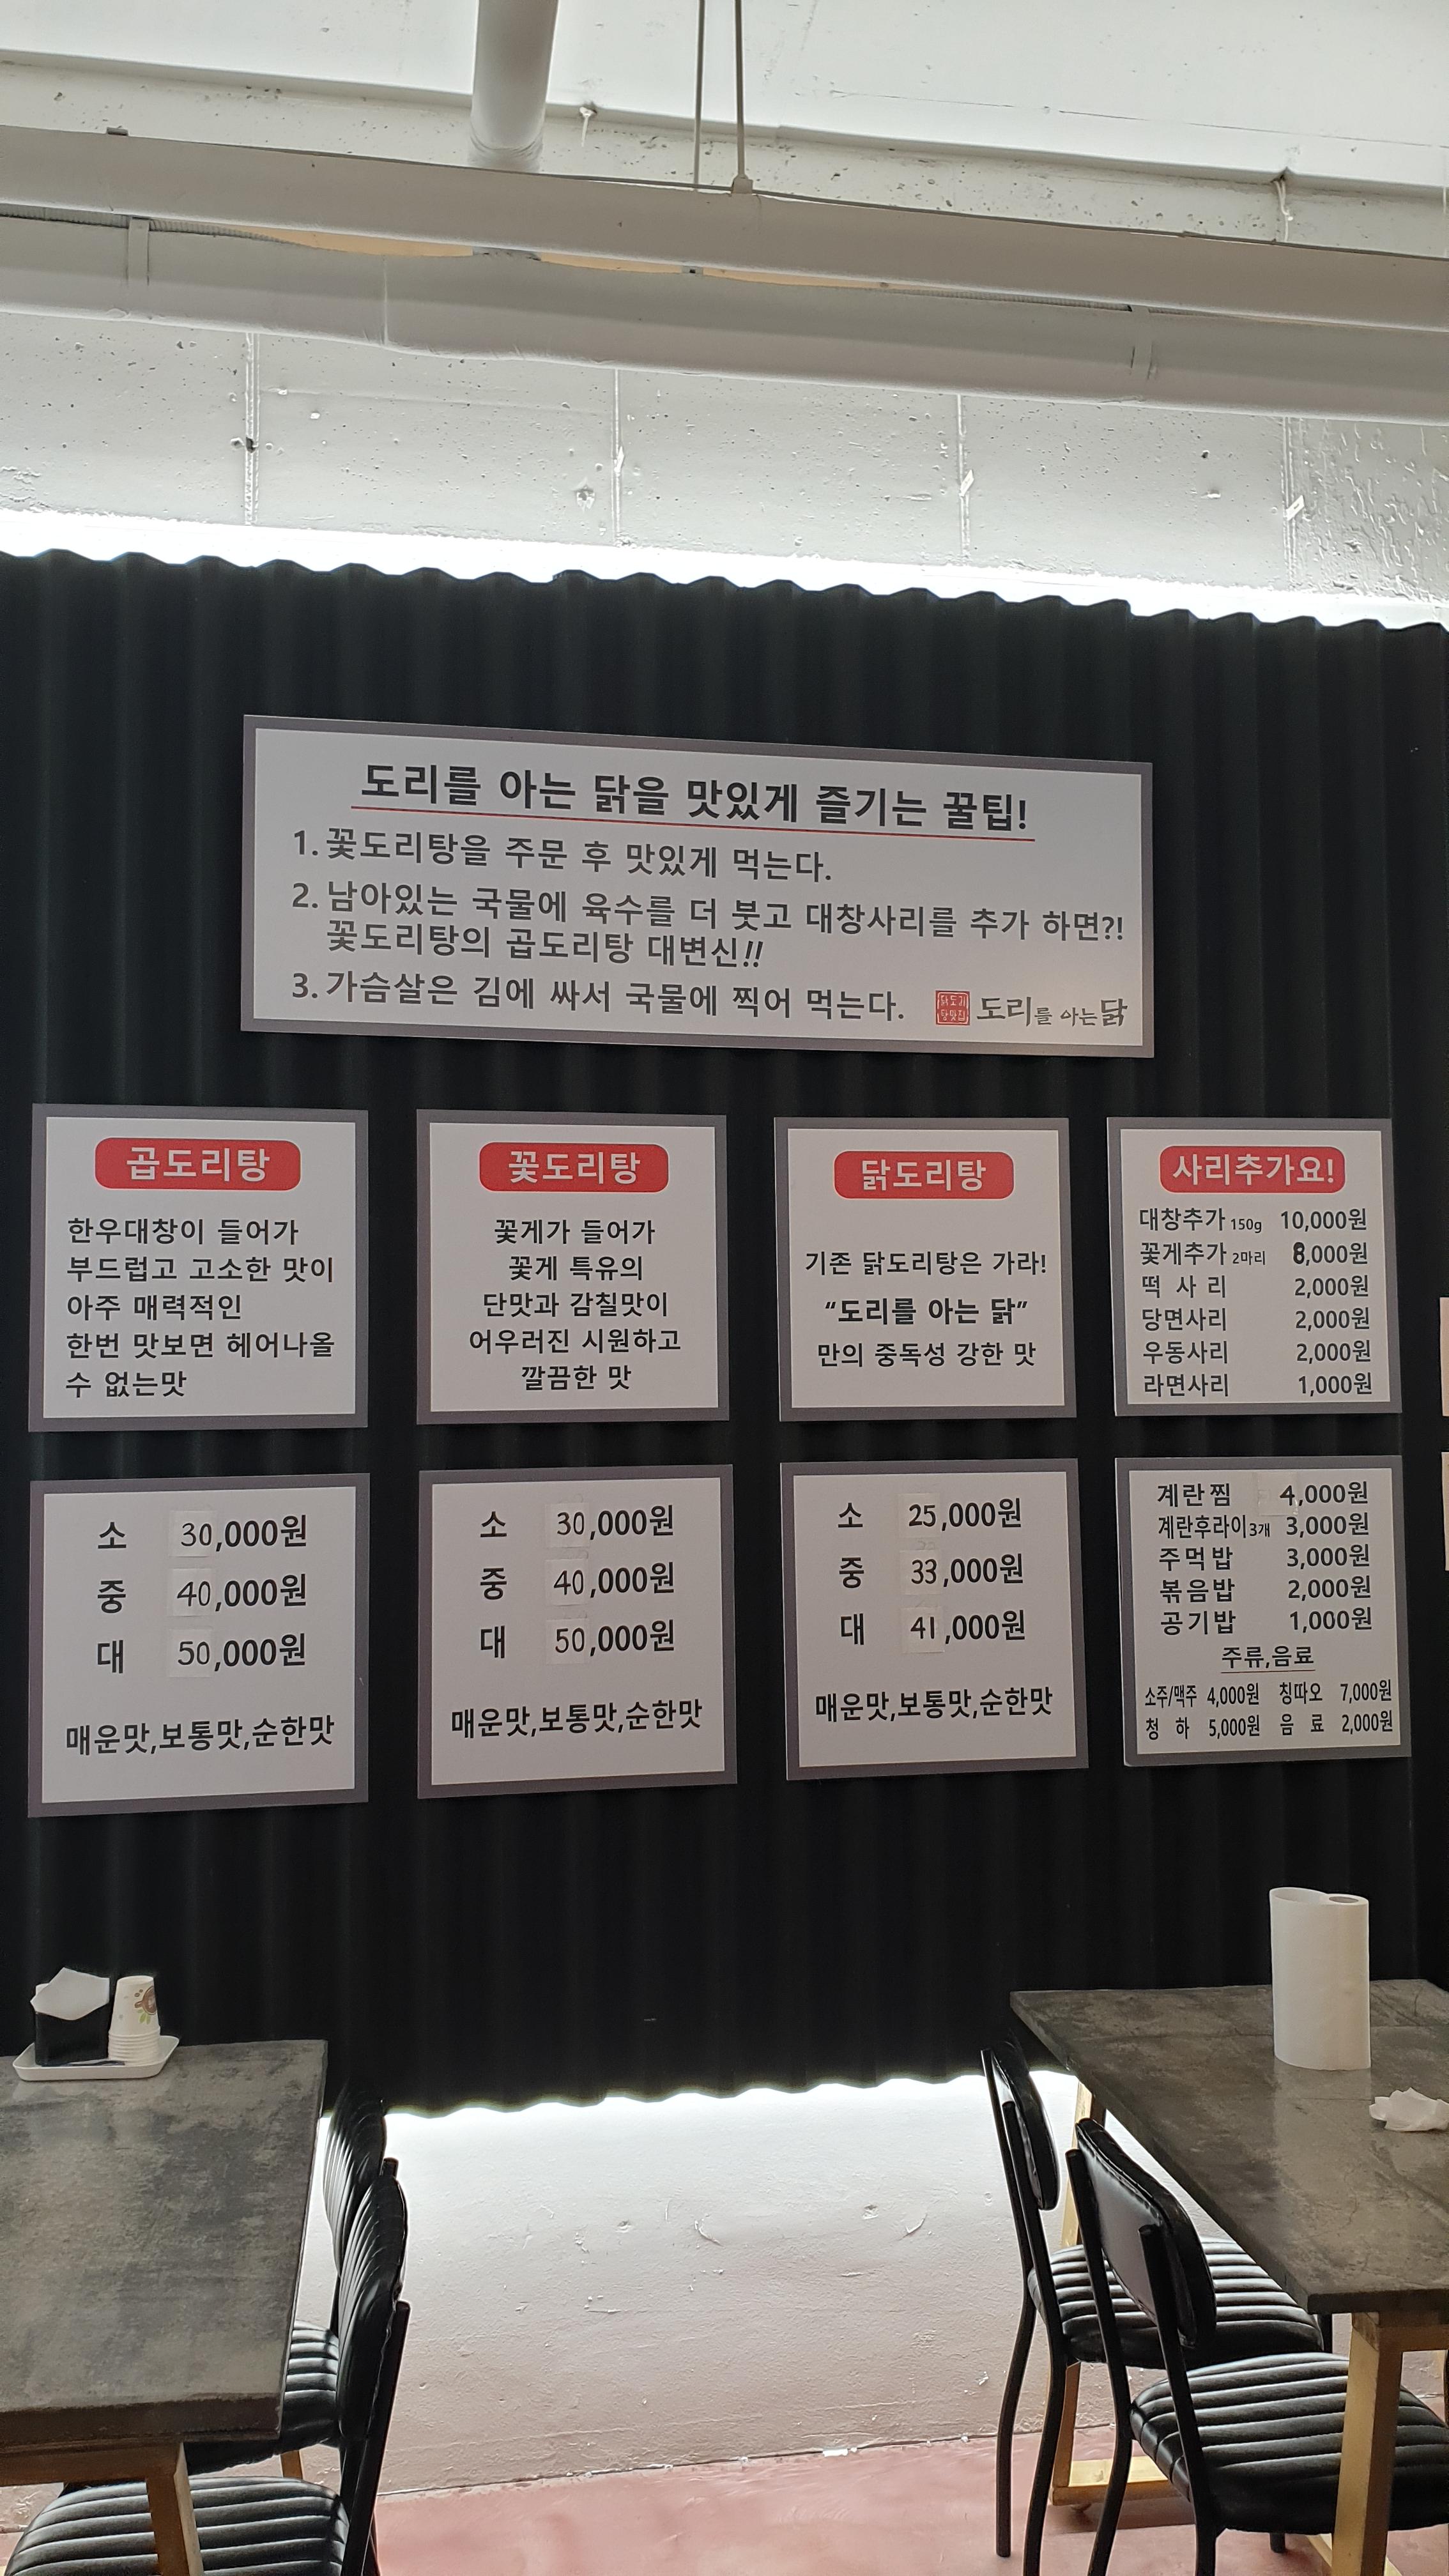 도리를 아는 닭을 맛있게 즐기는 꿀팁!
1. 꽃도리탕을 주문 후 맛있게 먹는다.
2. 남아있는 국물에 육수를 더 붓고 대창사리를 추가 하면?!
꽃도리탕의 곱도리탕 대변신!!
3. 가슴살은 김에 싸서 국물에 찍어 먹는다.
닭도리
탕맛집
도리를 아는 닭
곱도리탕
한우대창이 들어가
부드럽고 고소한 맛이
아주 매력적인
한번 맛보면 헤어나올
수 없는맛
꽃도리탕
꽃게가 들어가
꽃게 특유의
단맛과 감칠맛이
어우러진 시원하고
깔끔한 맛
닭도리탕
기존 닭도리탕은 가라!
“도리를 아는 닭”
만의 중독성 강한 맛
사리추가요!
대창추가 150g 10,000원
꽃게추가 2마리 8,000원
떡 사 리 2,000원
당면사리 2,000원
우동사리 2,000원
라면사리 1,000원
소 30,000원
중 40,000원
대 50,000원
매운맛,보통맛,순한맛
소 30,000원
중 40,000원
대 50,000원
매운맛,보통맛,순한맛
소 25,000원
중 33,000원
대 41,000원
매운맛,보통맛,순한맛
계란찜 4,000원
계란후라이3개 3,000원
주먹밥 3,000원
볶음밥 2,000원
공기밥 1,000원
주류,음료
소주/맥주 4,000원 칭따오 7,000원
청 하 5,000원 음 료 2,000원